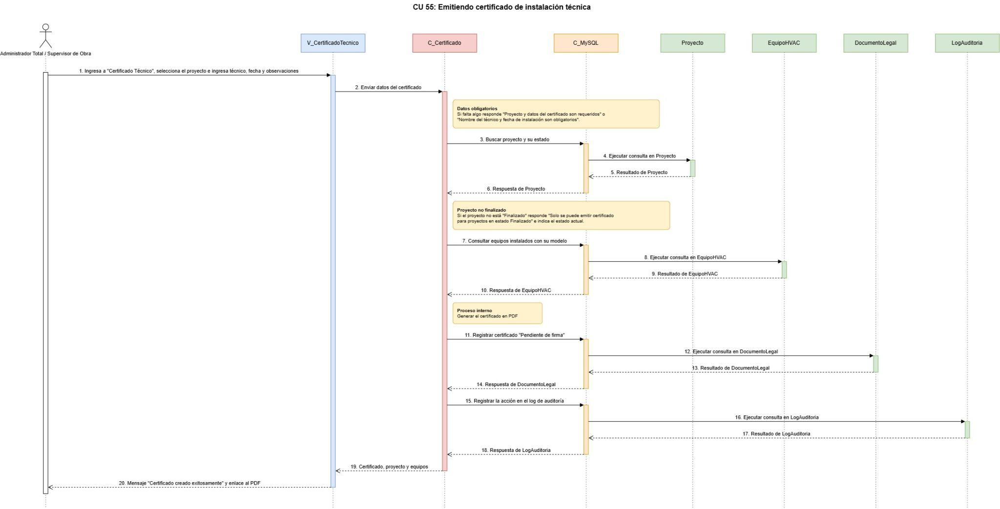 CU 55: Emitiendo certificado de instalación técnica
Administrador Total / Supervisor de Obra
V_CertificadoTecnico
C_Certificado
C_MySQL
Proyecto
EquipoHVAC
DocumentoLegal
LogAuditoria
1. Ingresa a "Certificado Técnico", selecciona el proyecto e ingresa técnico, fecha y observaciones
2. Enviar datos del certificado
Datos obligatorios
Si falta algo responde "Proyecto y datos del certificado son requeridos" o
"Nombre del técnico y fecha de instalación son obligatorios".
3. Buscar proyecto y su estado
4. Ejecutar consulta en Proyecto
5. Resultado de Proyecto
6. Respuesta de Proyecto
Proyecto no finalizado
Si el proyecto no está "Finalizado" responde "Solo se puede emitir certificado
para proyectos en estado Finalizado" e indica el estado actual.
7. Consultar equipos instalados con su modelo
8. Ejecutar consulta en EquipoHVAC
9. Resultado de EquipoHVAC
10. Respuesta de EquipoHVAC
Proceso interno
Generar el certificado en PDF
11. Registrar certificado "Pendiente de firma"
12. Ejecutar consulta en DocumentoLegal
13. Resultado de DocumentoLegal
14. Respuesta de DocumentoLegal
15. Registrar la acción en el log de auditoría
16. Ejecutar consulta en LogAuditoria
17. Resultado de LogAuditoria
18. Respuesta de LogAuditoria
19. Certificado, proyecto y equipos
20. Mensaje "Certificado creado exitosamente" y enlace al PDF